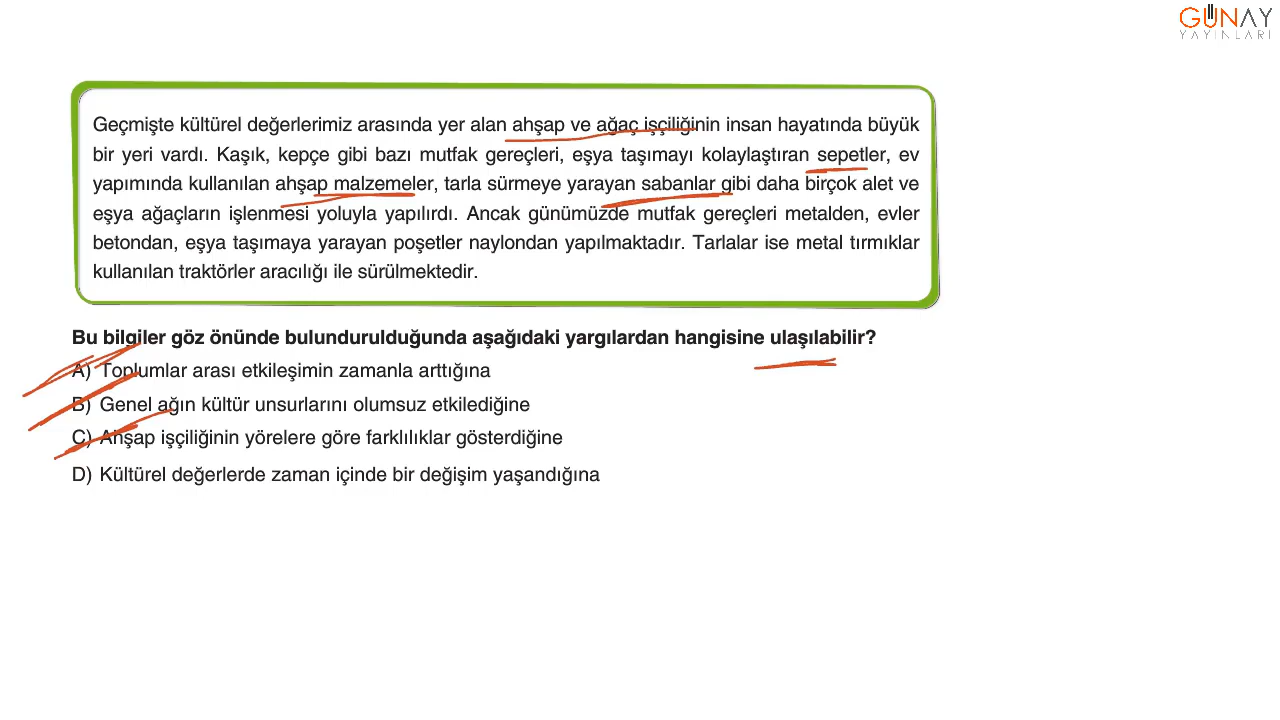 GÜNAY
YAYINLARI
Geçmişte kültürel değerlerimiz arasında yer alan ahşap ve ağaç işçiliğinin insan hayatında büyük
bir yeri vardı. Kaşık, kepçe gibi bazı mutfak gereçleri, eşya taşımayı kolaylaştıran sepetler, ev
yapımında kullanılan ahşap malzemeler, tarla sürmeye yarayan sabanlar gibi daha birçok alet ve
eşya ağaçların işlenmesi yoluyla yapılırdı. Ancak günümüzde mutfak gereçleri metalden, evler
betondan, eşya taşımaya yarayan poşetler naylondan yapılmaktadır. Tarlalar ise metal tırmıklar
kullanılan traktörler aracılığı ile sürülmektedir.
Bu bilgiler göz önünde bulundurulduğunda aşağıdaki yargılardan hangisine ulaşılabilir?
A) Toplumlar arası etkileşimin zamanla arttığına
B) Genel ağın kültür unsurlarını olumsuz etkilediğine
C) Ahşap işçiliğinin yörelere göre farklılıklar gösterdiğine
D) Kültürel değerlerde zaman içinde bir değişim yaşandığına